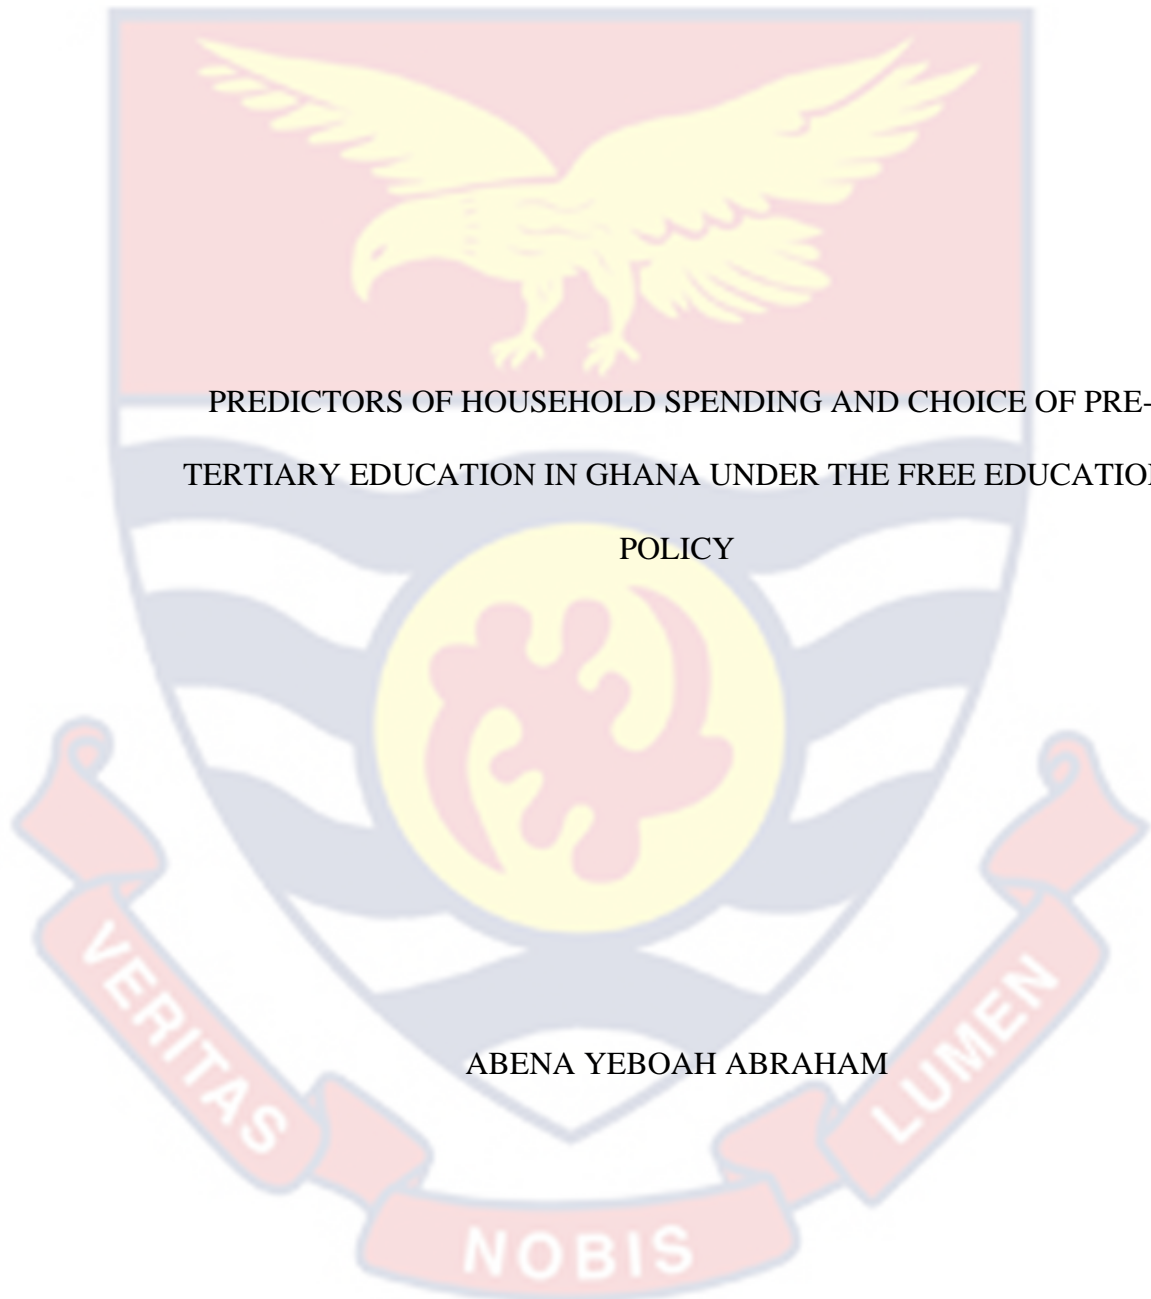 PREDICTORS OF HOUSEHOLD SPENDING AND CHOICE OF PRE-
TERTIARY EDUCATION IN GHANA UNDER THE FREE EDUCATION
POLICY
ABENA YEBOAH ABRAHAM
VERITAS
NOBIS
LUMEN